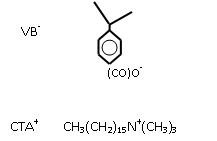 VB⁻
(CO)O⁻
CTA⁺ CH₃(CH₂)₁₅N⁺(CH₃)₃